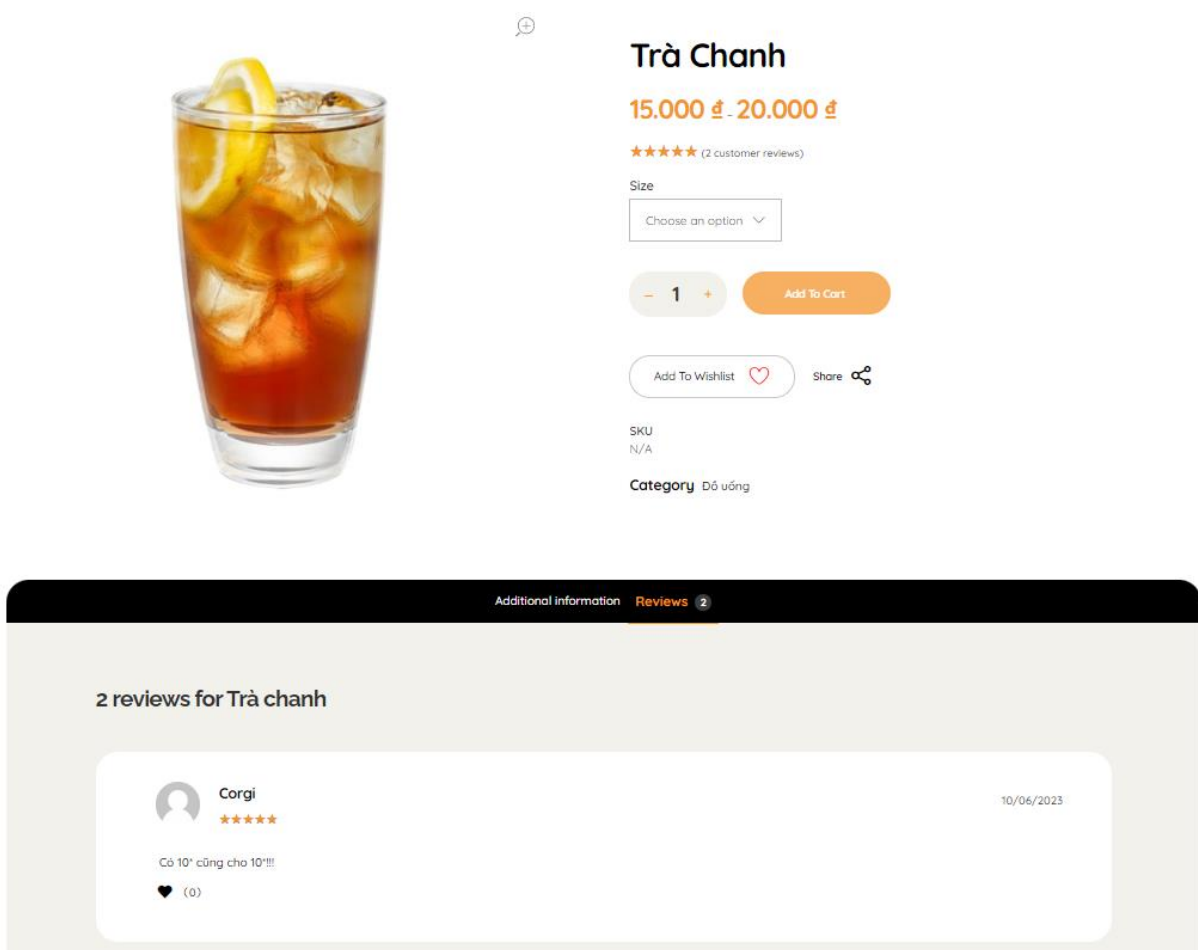 Trà Chanh
15.000 ₫ - 20.000 ₫
★★★★★ (2 customer reviews)
Size
Choose an option
– 1 + Add To Cart
Add To Wishlist Share
SKU
N/A
Category Đồ uống
Additional information Reviews 2
2 reviews for Trà chanh
Corgi
10/06/2023
★★★★★
Có 10* cũng cho 10*!!!
(0)